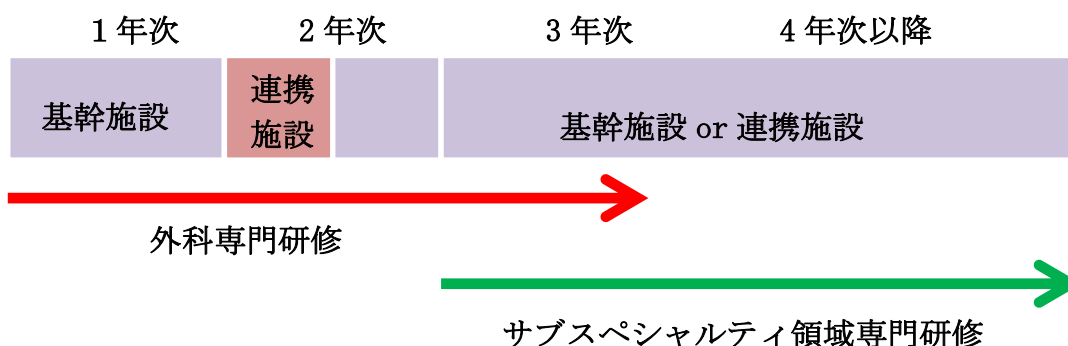 1 年次 2 年次 3 年次 4 年次以降
基幹施設
連携
施設
基幹施設 or 連携施設
外科専門研修
サブスペシャルティ領域専門研修